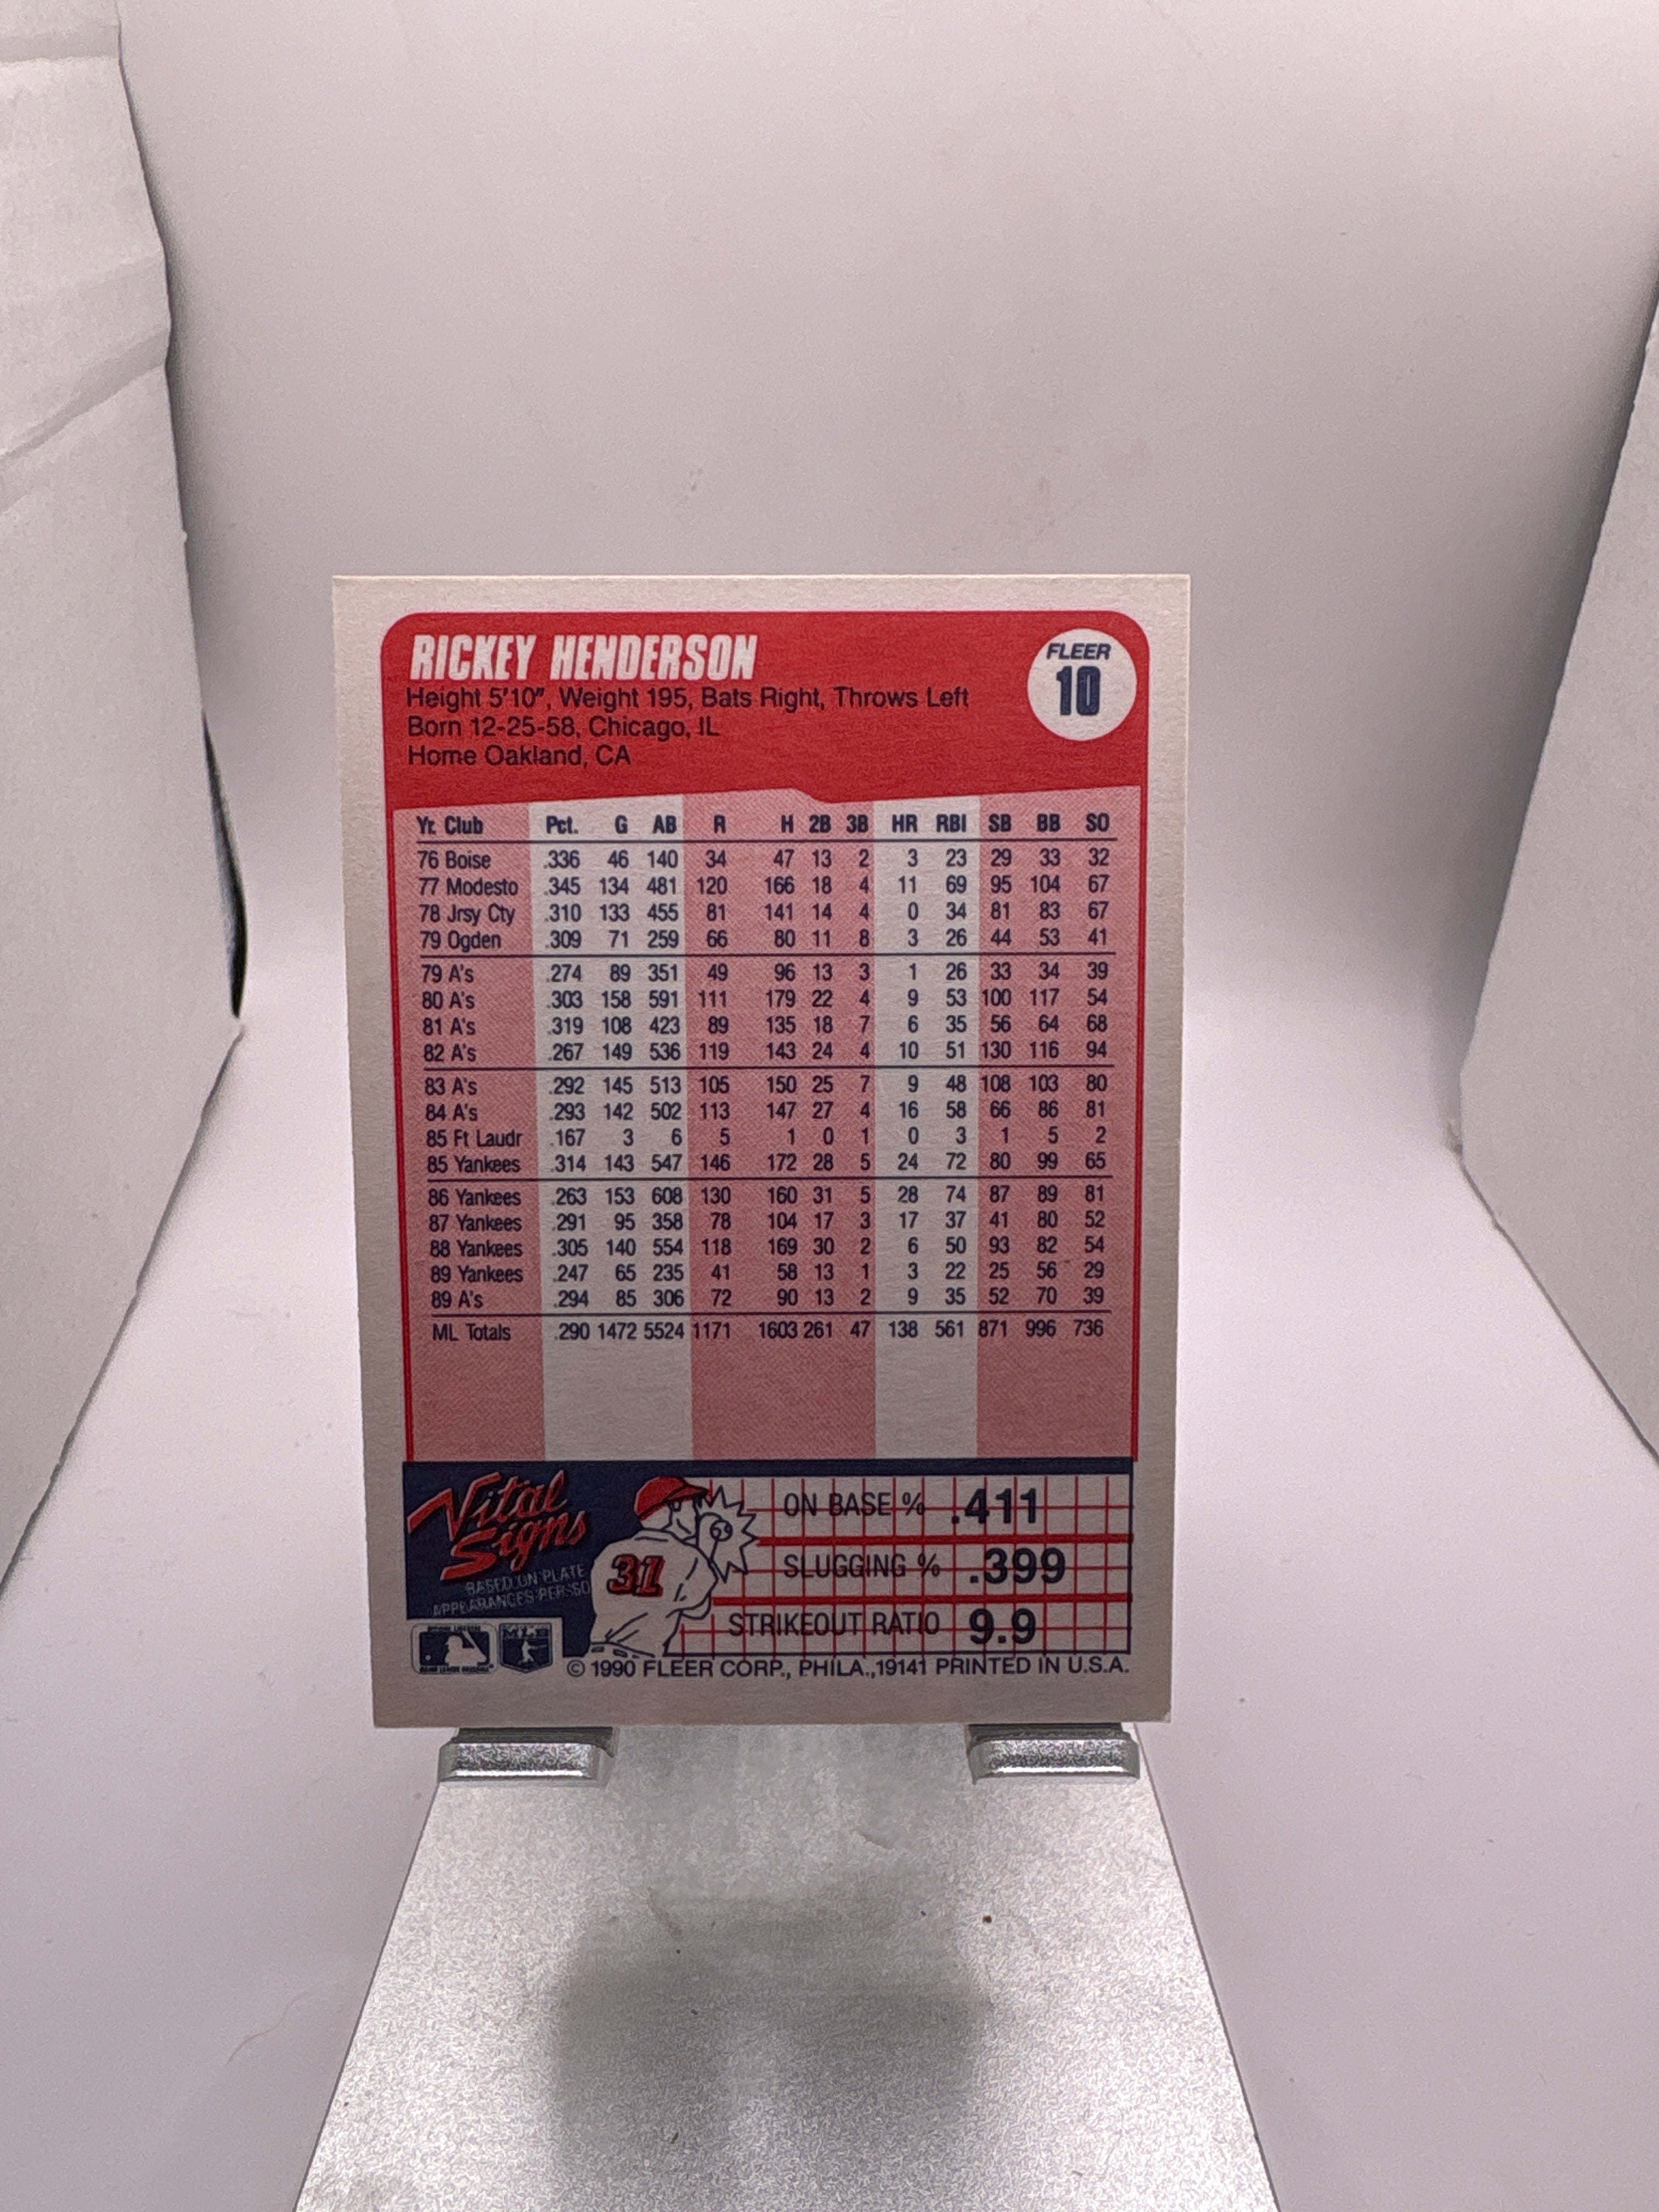 RICKEY HENDERSON
FLEER
10
Height 5'10", Weight 195, Bats Right, Throws Left
Born 12-25-58, Chicago, IL
Home Oakland, CA
Yr. Club Pct. G AB R H 2B 3B HR RBI SB BB SO
76 Boise .336 46 140 34 47 13 2 3 23 29 33 32
77 Modesto .345 134 481 120 166 18 4 11 69 95 104 67
78 Jrsy Cty .310 133 455 81 141 14 4 0 34 81 83 67
79 Ogden .309 71 259 66 80 11 8 3 26 44 53 41
79 A's .274 89 351 49 96 13 3 1 26 33 34 39
80 A's .303 158 591 111 179 22 4 9 53 100 117 54
81 A's .319 108 423 89 135 18 7 6 35 56 64 68
82 A's .267 149 536 119 143 24 4 10 51 130 116 94
83 A's .292 145 513 105 150 25 7 9 48 108 103 80
84 A's .293 142 502 113 147 27 4 16 58 66 86 81
85 Ft Laudr .167 3 6 5 1 0 1 0 3 1 5 2
85 Yankees .314 143 547 146 172 28 5 24 72 80 99 65
86 Yankees .263 153 608 130 160 31 5 28 74 87 89 81
87 Yankees .291 95 358 78 104 17 3 17 37 41 80 52
88 Yankees .305 140 554 118 169 30 2 6 50 93 82 54
89 Yankees .247 65 235 41 58 13 1 3 22 25 56 29
89 A's .294 85 306 72 90 13 2 9 35 52 70 39
ML Totals .290 1472 5524 1171 1603 261 47 138 561 871 996 736
Vital
Signs
BASED ON PLATE
APPEARANCES PER SO
31
ON BASE % .411
SLUGGING % .399
STRIKEOUT RATIO 9.9
MLB
© 1990 FLEER CORP., PHILA.,19141 PRINTED IN U.S.A.